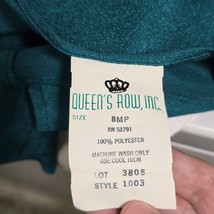 QUEEN'S ROW, INC.
SIZE 8MP
RN 53791
100% POLYESTER
MACHINE WASH ONLY
USE COOL IRON
LOT 3805
STYLE 1003